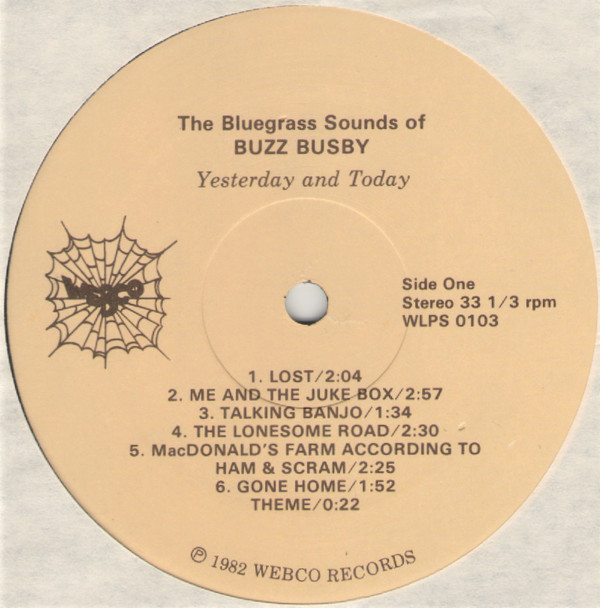 The Bluegrass Sounds of
BUZZ BUSBY
Yesterday and Today
Webco
Side One
Stereo 33 1/3 rpm
WLPS 0103
1. LOST/2:04
2. ME AND THE JUKE BOX/2:57
3. TALKING BANJO/1:34
4. THE LONESOME ROAD/2:30
5. MacDONALD'S FARM ACCORDING TO
HAM & SCRAM/2:25
6. GONE HOME/1:52
THEME/0:22
℗ 1982 WEBCO RECORDS